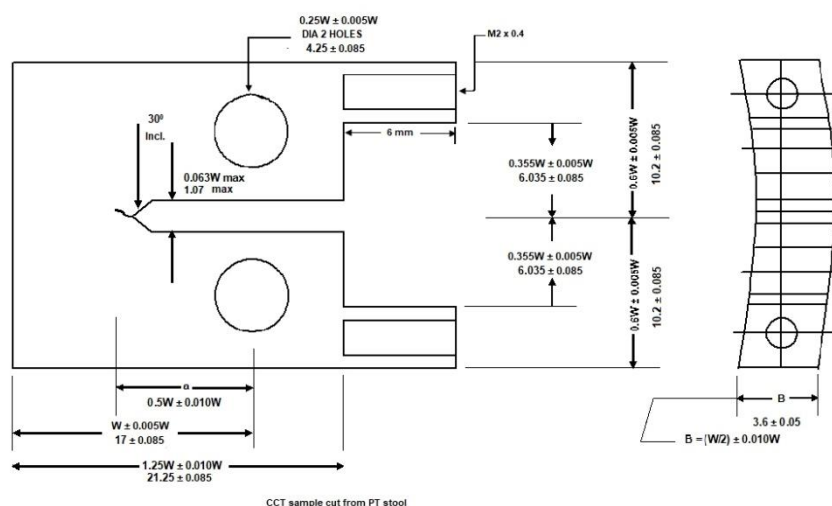 0.25W ± 0.005W
DIA 2 HOLES
4.25 ± 0.085
M2 x 0.4
30⁰
Incl.
6 mm
0.063W max
1.07 max
0.355W ± 0.005W
6.035 ± 0.085
0.6W ± 0.005W
10.2 ± 0.085
0.355W ± 0.005W
6.035 ± 0.085
0.6W ± 0.005W
10.2 ± 0.085
a
0.5W ± 0.010W
W ± 0.005W
17 ± 0.085
1.25W ± 0.010W
21.25 ± 0.085
B
3.6 ± 0.05
B = (W/2) ± 0.010W
CCT sample cut from PT stool